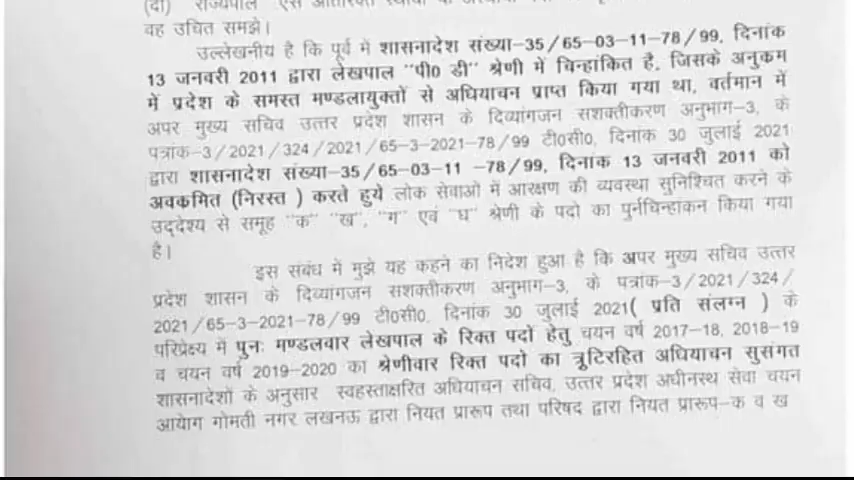 (दो) राज्यपाल ऐसे
वह उचित समझे।
उल्लेखनीय है कि पूर्व में शासनादेश संख्या–35/65–03–11–78/99, दिनांक
13 जनवरी 2011 द्वारा लेखपाल "पी0 डी" श्रेणी में चिन्हांकित है, जिसके अनुक्रम
में प्रदेश के समस्त मण्डलायुक्तों से अधियाचन प्राप्त किया गया था, वर्तमान में
अपर मुख्य सचिव उत्तर प्रदेश शासन के दिव्यांगजन सशक्तीकरण अनुभाग–3, के
पत्रांक–3/2021/324/2021/65–3–2021–78/99 टी0सी0, दिनांक 30 जुलाई 2021
द्वारा शासनादेश संख्या–35/65–03–11 –78/99, दिनांक 13 जनवरी 2011 को
अवक्रमित (निरस्त ) करते हुये लोक सेवाओं में आरक्षण की व्यवस्था सुनिश्चित करने के
उद्देश्य से समूह "क" "ख", "ग" एवं "घ" श्रेणी के पदो का पुर्नचिन्हांकन किया गया
है।
इस संबंध में मुझे यह कहने का निदेश हुआ है कि अपर मुख्य सचिव उत्तर
प्रदेश शासन के दिव्यांगजन सशक्तीकरण अनुभाग–3, के पत्रांक–3/2021/324/
2021/65–3–2021–78/99 टी0सी0, दिनांक 30 जुलाई 2021( प्रति संलग्न ) के
परिप्रेक्ष्य में पुनः मण्डलवार लेखपाल के रिक्त पदों हेतु चयन वर्ष 2017–18, 2018–19
व चयन वर्ष 2019–2020 का श्रेणीवार रिक्त पदो का त्रूटिरहित अधियाचन सुसंगत
शासनादेशों के अनुसार स्वहस्ताक्षरित अधियाचन सचिव, उत्तर प्रदेश अधीनस्थ सेवा चयन
आयोग गोमती नगर लखनऊ द्वारा नियत प्रारूप तथा परिषद द्वारा नियत प्रारूप–क व ख